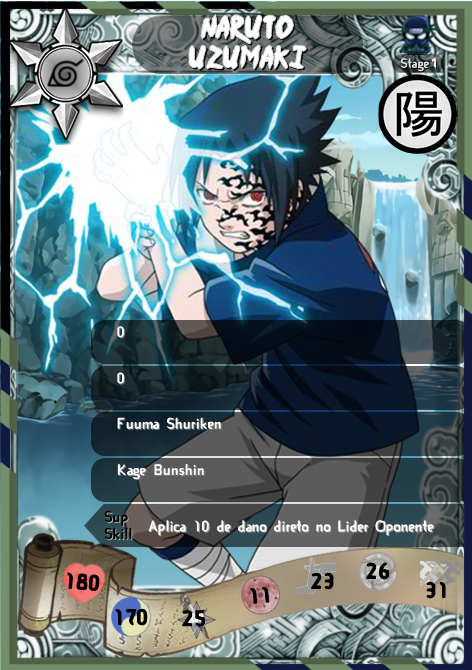 NARUTO
UZUMAKI
Stage 1
陽
0
0
Fuuma Shuriken
Kage Bunshin
Sup
Skill
Aplica 10 de dano direto no Lider Oponente
180
170
25
11
23
26
31